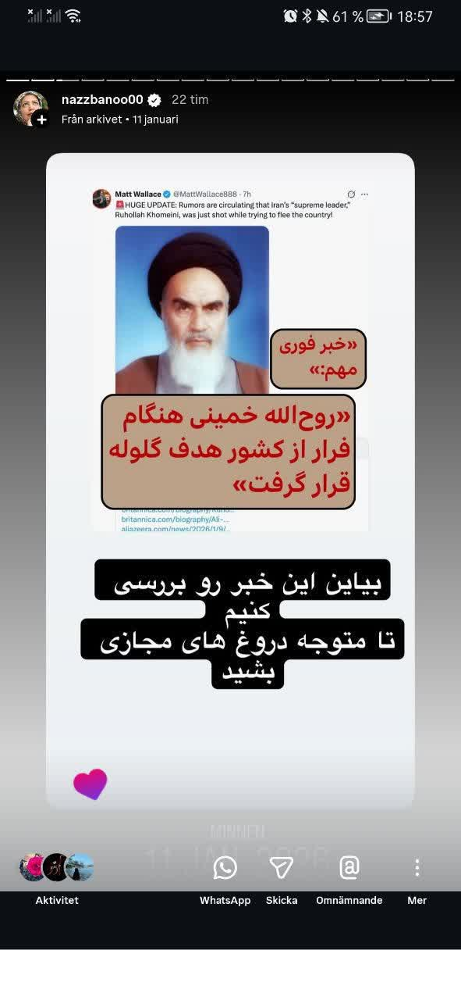 61 % 18:57
nazzbanoo00 22 tim
Från arkivet • 11 januari
Matt Wallace @MattWallace888 · 7h
HUGE UPDATE: Rumors are circulating that Iran's “supreme leader,”
Ruhollah Khomeini, was just shot while trying to flee the country!
«خبر فوری
مهم:»
«روح‌الله خمینی هنگام
فرار از کشور هدف گلوله
قرار گرفت»
britannica.com/biography/Ruho...
britannica.com/biography/Ali-...
aljazeera.com/news/2026/1/9/...
بیاین این خبر رو بررسی
کنیم
تا متوجه دروغ های مجازی
بشید
MINNEN
11 JAN. 2026
Aktivitet WhatsApp Skicka Omnämnande Mer